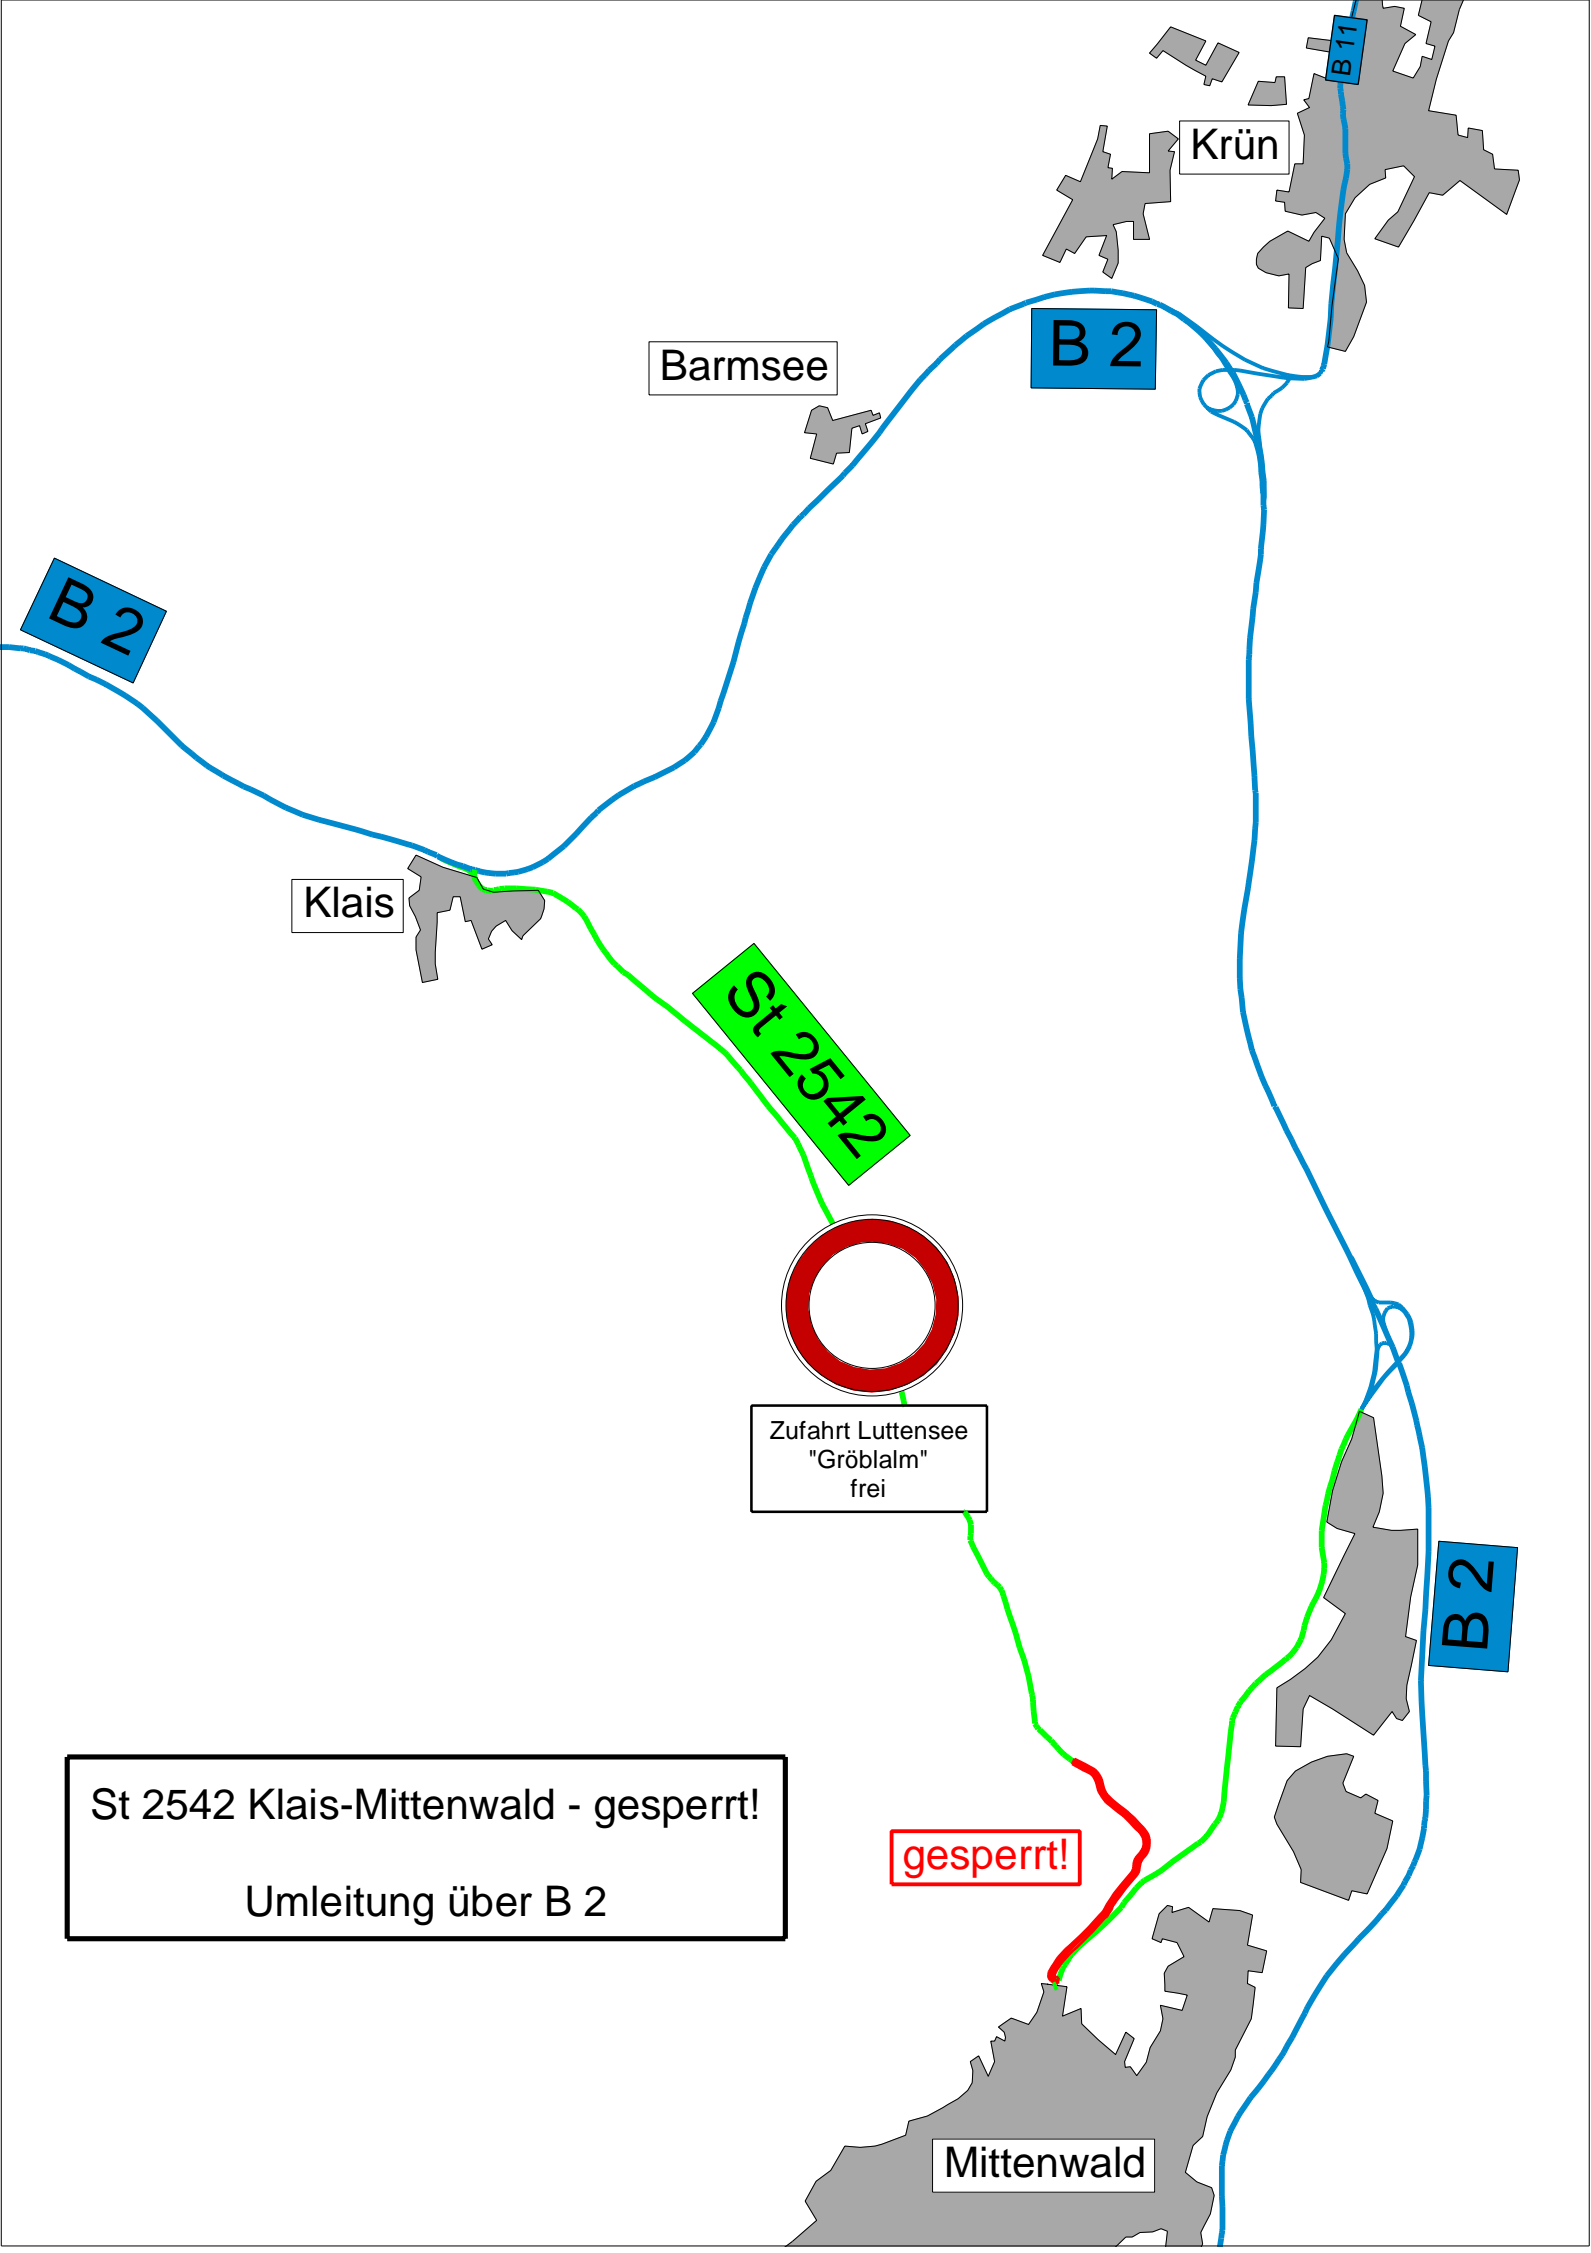 B 11
Krün
B 2
Barmsee
B 2
Klais
St 2542
Zufahrt Luttensee
"Gröblalm"
frei
B 2
St 2542 Klais-Mittenwald - gesperrt!
Umleitung über B 2
gesperrt!
Mittenwald